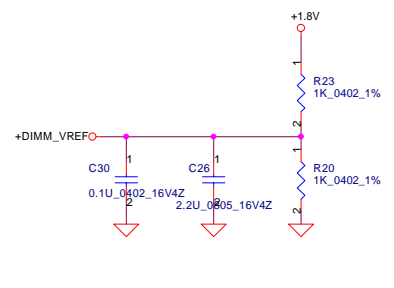 +1.8V
1
R23
1K_0402_1%
2
+DIMM_VREF
1
C30
0.1U_0402_16V4Z
2
1
C26
2.2U_0805_16V4Z
2
1
R20
1K_0402_1%
2